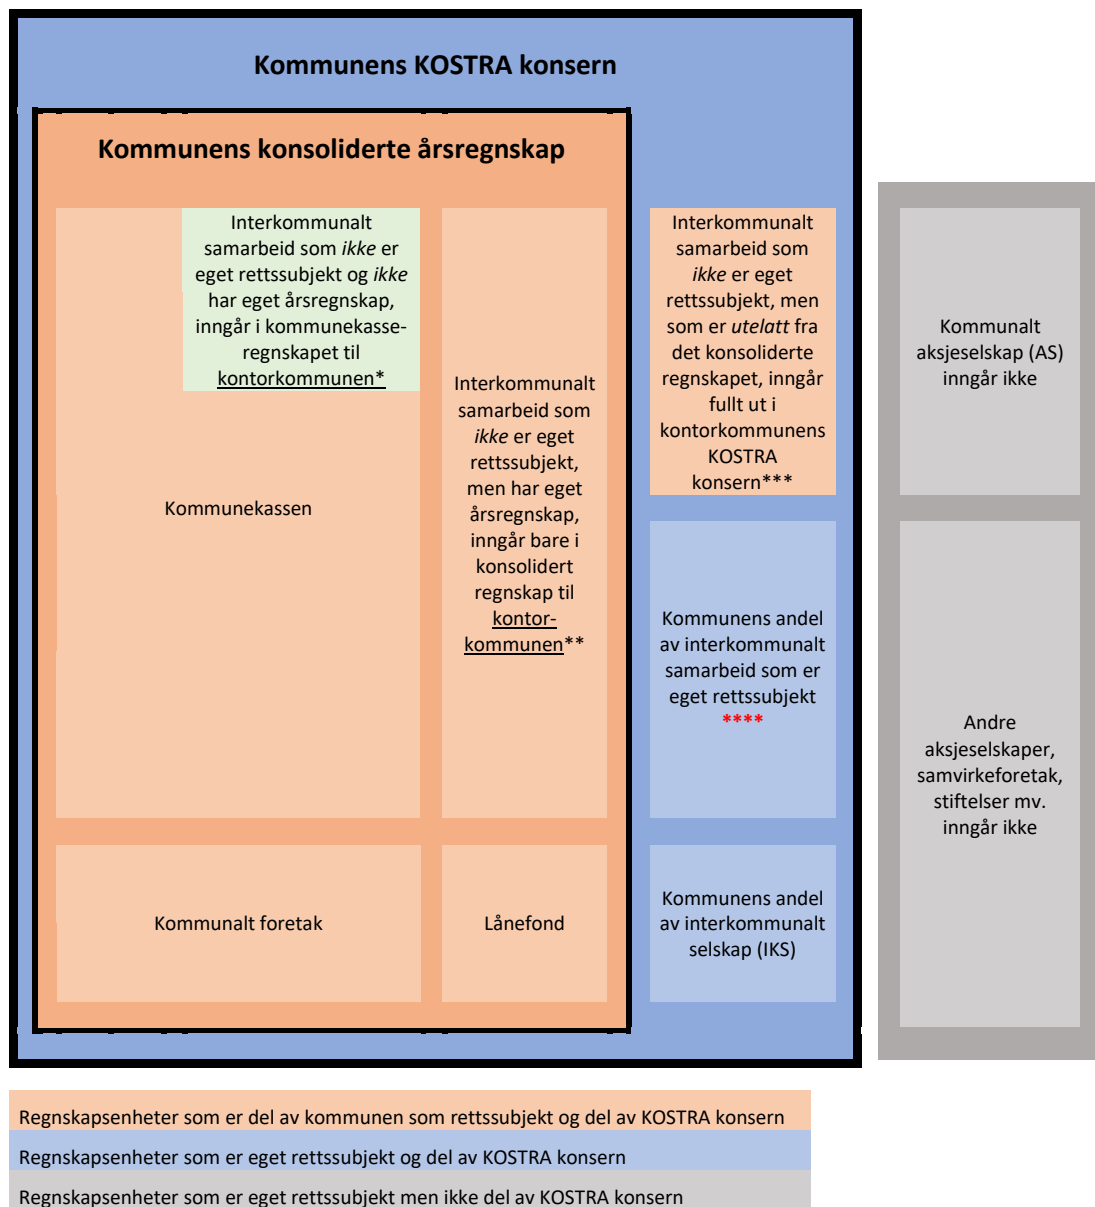 Kommunens KOSTRA konsern
Kommunens konsoliderte årsregnskap
Interkommunalt
samarbeid som ikke er
eget rettssubjekt og ikke
har eget årsregnskap,
inngår i kommunekasse-
regnskapet til
kontorkommunen*
Kommunekassen
Interkommunalt
samarbeid som
ikke er eget
rettssubjekt,
men har eget
årsregnskap,
inngår bare i
konsolidert
regnskap til
kontor-
kommunen**
Interkommunalt
samarbeid som
ikke er eget
rettssubjekt, men
som er utelatt fra
det konsoliderte
regnskapet, inngår
fullt ut i
kontorkommunens
KOSTRA
konsern***
Kommunens andel
av interkommunalt
samarbeid som er
eget rettssubjekt
****
Kommunalt foretak
Lånefond
Kommunens andel
av interkommunalt
selskap (IKS)
Kommunalt
aksjeselskap (AS)
inngår ikke
Andre
aksjeselskaper,
samvirkeforetak,
stiftelser mv.
inngår ikke
Regnskapsenheter som er del av kommunen som rettssubjekt og del av KOSTRA konsern
Regnskapsenheter som er eget rettssubjekt og del av KOSTRA konsern
Regnskapsenheter som er eget rettssubjekt men ikke del av KOSTRA konsern